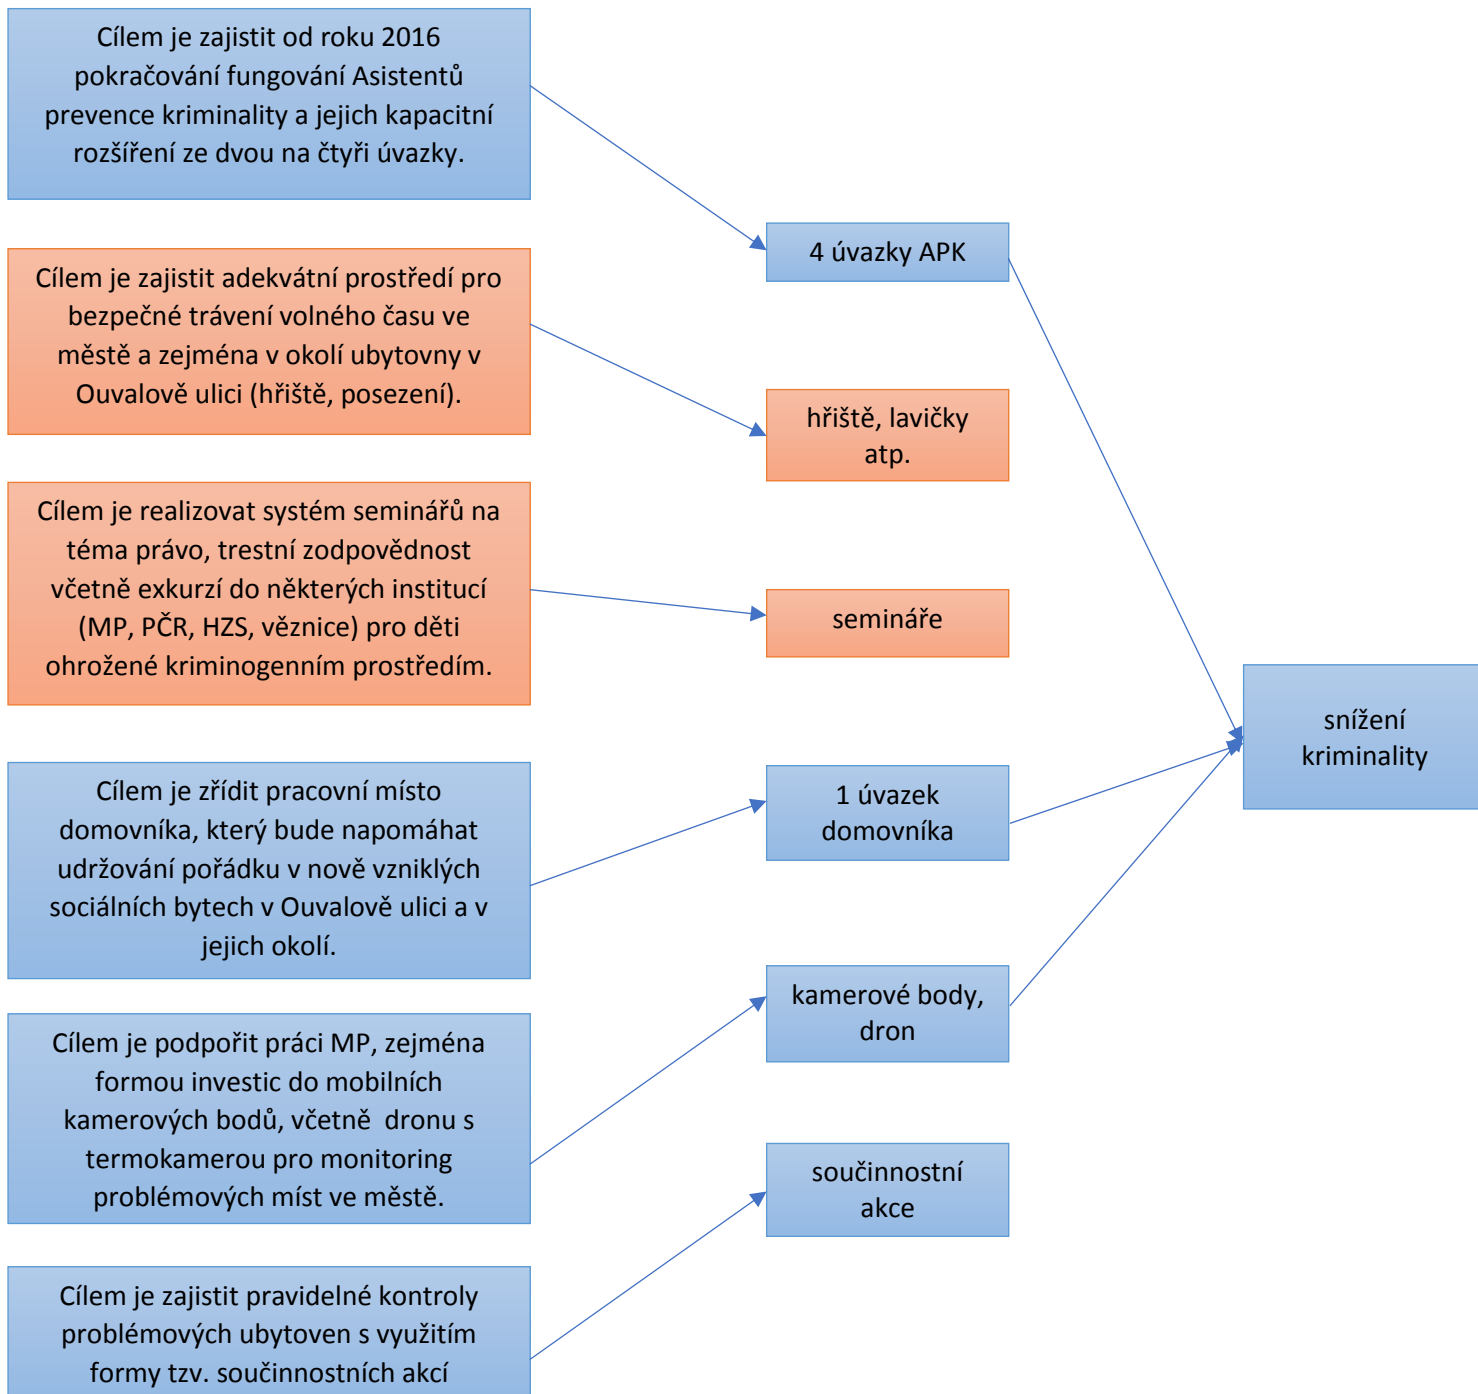 Cílem je zajistit od roku 2016
pokračování fungování Asistentů
prevence kriminality a jejich kapacitní
rozšíření ze dvou na čtyři úvazky.
4 úvazky APK
Cílem je zajistit adekvátní prostředí pro
bezpečné trávení volného času ve
městě a zejména v okolí ubytovny v
Ouvalově ulici (hřiště, posezení).
hřiště, lavičky
atp.
Cílem je realizovat systém seminářů na
téma právo, trestní zodpovědnost
včetně exkurzí do některých institucí
(MP, PČR, HZS, věznice) pro děti
ohrožené kriminogenním prostředím.
semináře
snížení
kriminality
Cílem je zřídit pracovní místo
domovníka, který bude napomáhat
udržování pořádku v nově vzniklých
sociálních bytech v Ouvalově ulici a v
jejich okolí.
1 úvazek
domovníka
kamerové body,
dron
Cílem je podpořit práci MP, zejména
formou investic do mobilních
kamerových bodů, včetně  dronu s
termokamerou pro monitoring
problémových míst ve městě.
součinnostní
akce
Cílem je zajistit pravidelné kontroly
problémových ubytoven s využitím
formy tzv. součinnostních akcí